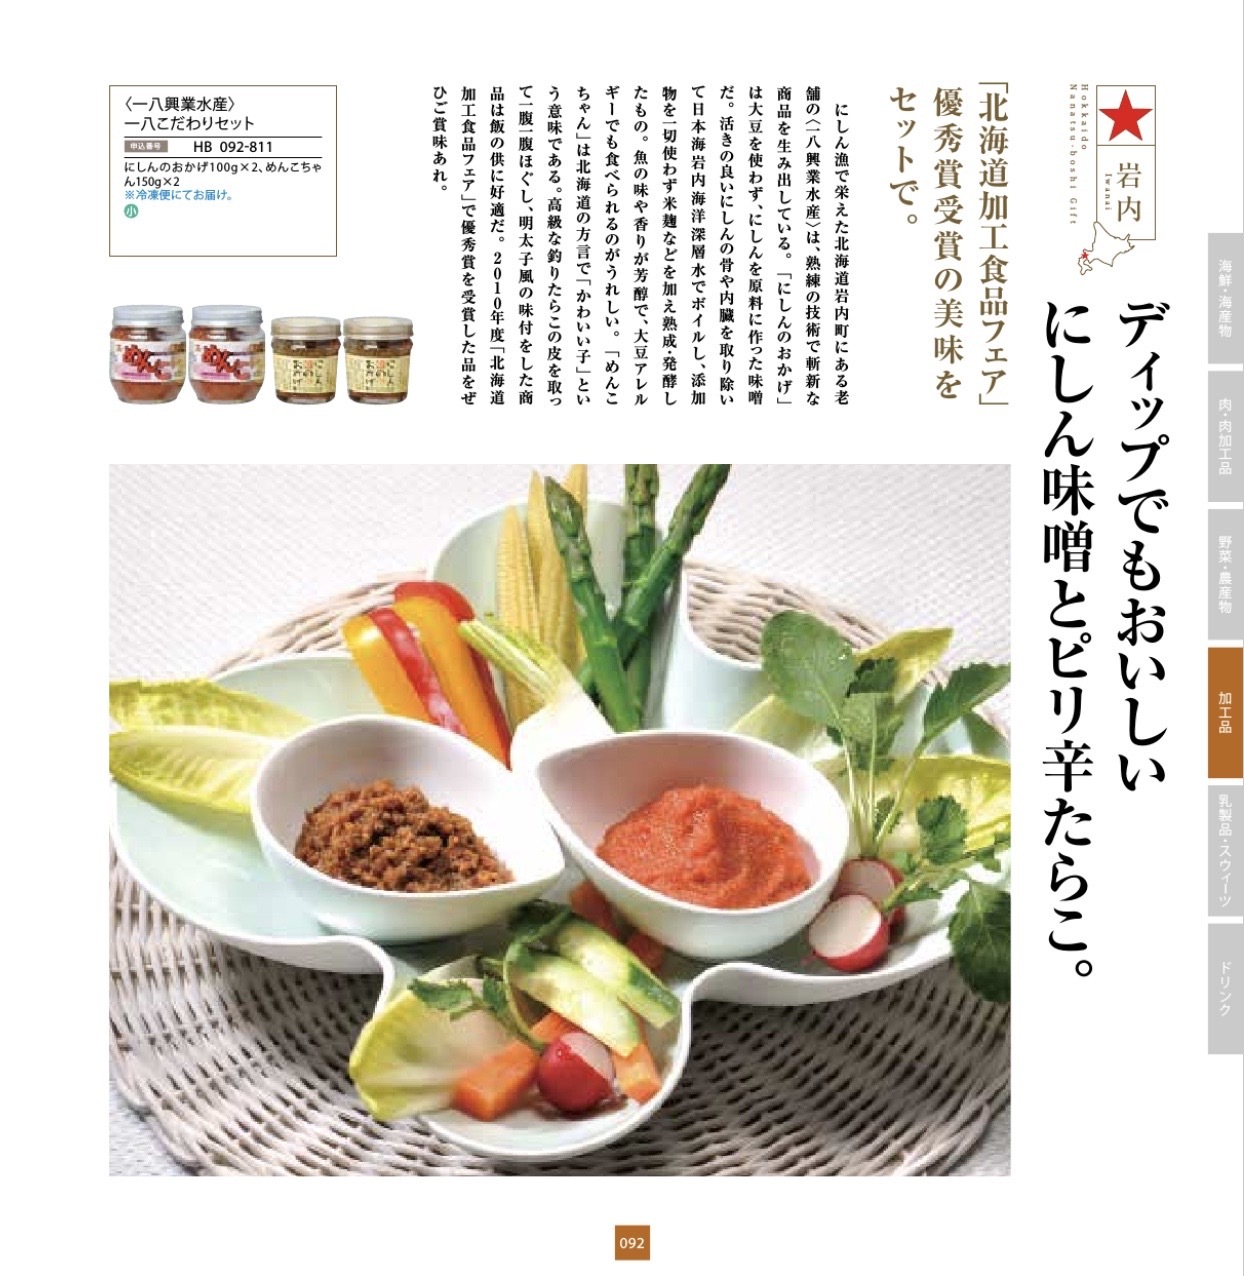 Hokkaido
Nanatsu-boshi Gift
岩内
Iwanai
ディップでもおいしい
にしん味噌とピリ辛たらこ。
「北海道加工食品フェア」
優秀賞受賞の美味を
セットで。
にしん漁で栄えた北海道岩内町にある老
舗の〈一八興業水産〉は、熟練の技術で斬新な
商品を生み出している。「にしんのおかげ」
は大豆を使わず、にしんを原料に作った味噌
だ。活きの良いにしんの骨や内臓を取り除い
て日本海岩内海洋深層水でボイルし、添加
物を一切使わず米麹などを加え熟成・発酵し
たもの。魚の味や香りが芳醇で、大豆アレル
ギーでも食べられるのがうれしい。「めんこ
ちゃん」は北海道の方言で「かわいい子」とい
う意味である。高級な釣りたらこの皮を取っ
て一腹一腹ほぐし、明太子風の味付をした商
品は飯の供に好適だ。2010年度「北海道
加工食品フェア」で優秀賞を受賞した品をぜ
ひご賞味あれ。
〈一八興業水産〉
一八こだわりセット
申込番号 HB 092-811
にしんのおかげ100g×2、めんこちゃ
ん150g×2
※冷凍便にてお届け。
小
海鮮・海産物
肉・肉加工品
野菜・農産物
加工品
乳製品・スウィーツ
ドリンク
092